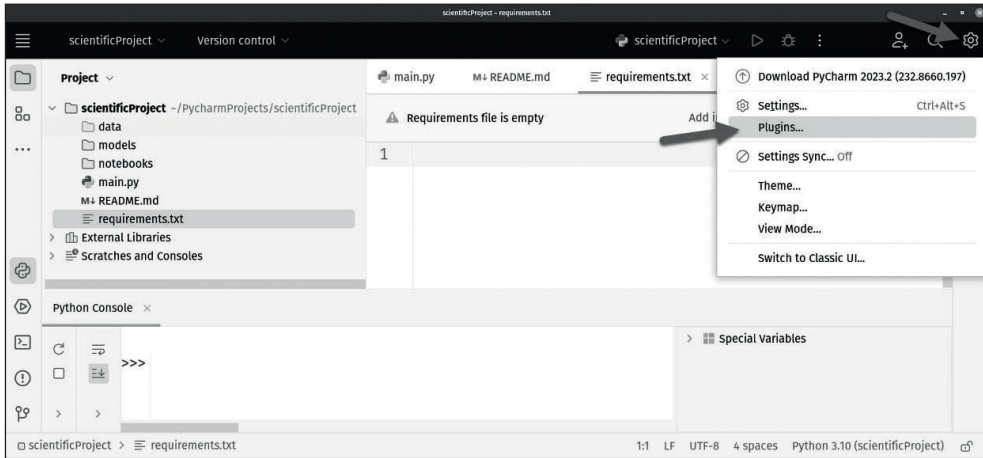 scientificProject – requirements.txt
scientificProject
Version control
scientificProject
Project
main.py
README.md
requirements.txt
Download PyCharm 2023.2 (232.8660.197)
scientificProject ~/PycharmProjects/scientificProject
Requirements file is empty
Add i
Settings... Ctrl+Alt+S
data
Plugins...
models
1
Settings Sync... Off
notebooks
main.py
Theme...
M↓ README.md
Keymap...
requirements.txt
View Mode...
External Libraries
Scratches and Consoles
Switch to Classic UI...
Python Console
Special Variables
>>>
scientificProject > requirements.txt
1:1 LF UTF-8 4 spaces Python 3.10 (scientificProject)